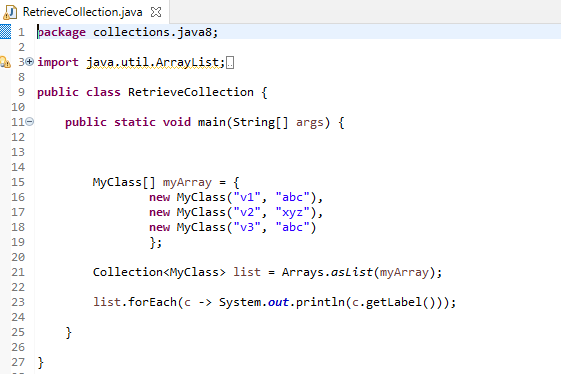 RetrieveCollection.java
1 package collections.java8;
2
3 import java.util.ArrayList;
8
9 public class RetrieveCollection {
10
11 public static void main(String[] args) {
12
13
14
15 MyClass[] myArray = {
16 new MyClass("v1", "abc"),
17 new MyClass("v2", "xyz"),
18 new MyClass("v3", "abc")
19 };
20
21 Collection<MyClass> list = Arrays.asList(myArray);
22
23 list.forEach(c -> System.out.println(c.getLabel()));
24
25 }
26
27 }